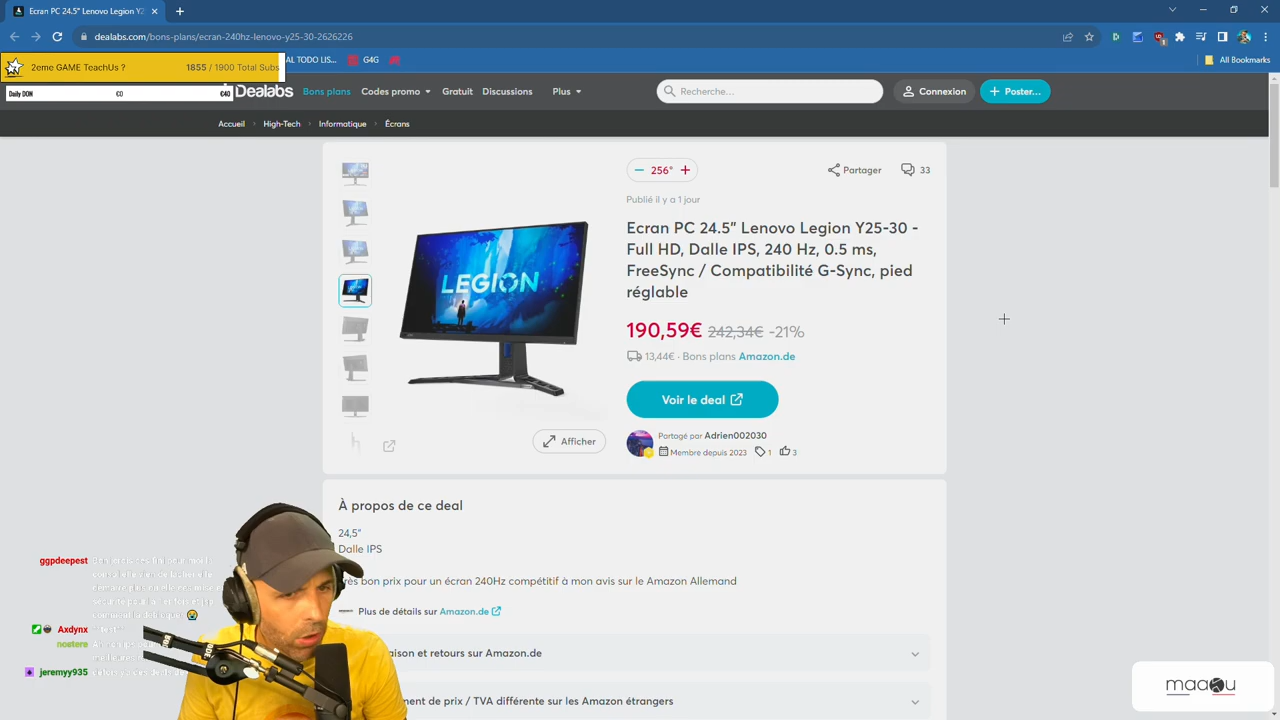 Ecran PC 24.5" Lenovo Legion Y2
dealabs.com/bons-plans/ecran-240hz-lenovo-y25-30-2626226
2eme GAME TeachUs ?
1855 / 1900 Total Subs
AL TODO LIS...
G4G
All Bookmarks
Daily DON
€0
€40
Dealabs
Bons plans
Codes promo
Gratuit
Discussions
Plus
Recherche...
Connexion
Poster...
Accueil
High-Tech
Informatique
Écrans
256°
Partager
33
Publié il y a 1 jour
Ecran PC 24.5" Lenovo Legion Y25-30 -
Full HD, Dalle IPS, 240 Hz, 0.5 ms,
FreeSync / Compatibilité G-Sync, pied
réglable
LEGION
190,59€ 242,34€ -21%
13,44€ · Bons plans Amazon.de
Voir le deal
Afficher
Partagé par Adrien002030
Membre depuis 2023
1
3
À propos de ce deal
24,5"
Dalle IPS
rès bon prix pour un écran 240Hz compétitif à mon avis sur le Amazon Allemand
Plus de détails sur Amazon.de
aison et retours sur Amazon.de
ment de prix / TVA différente sur les Amazon étrangers
ggpdeepest
Axdynx
noetere
jeremyy935
maaou